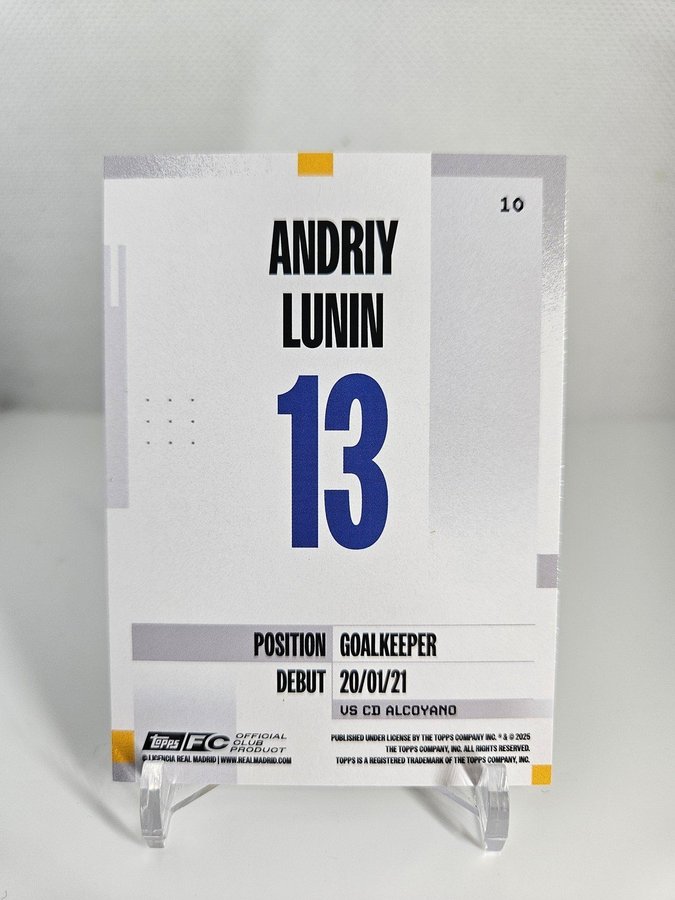 10
ANDRIY
LUNIN
13
POSITION GOALKEEPER
DEBUT 20/01/21
VS CD ALCOYANO
topps FC OFFICIAL CLUB PRODUCT
© LICENCIA REAL MADRID | WWW.REALMADRID.COM
PUBLISHED UNDER LICENSE BY THE TOPPS COMPANY INC. ® & © 2025
THE TOPPS COMPANY, INC. ALL RIGHTS RESERVED.
TOPPS IS A REGISTERED TRADEMARK OF THE TOPPS COMPANY, INC.